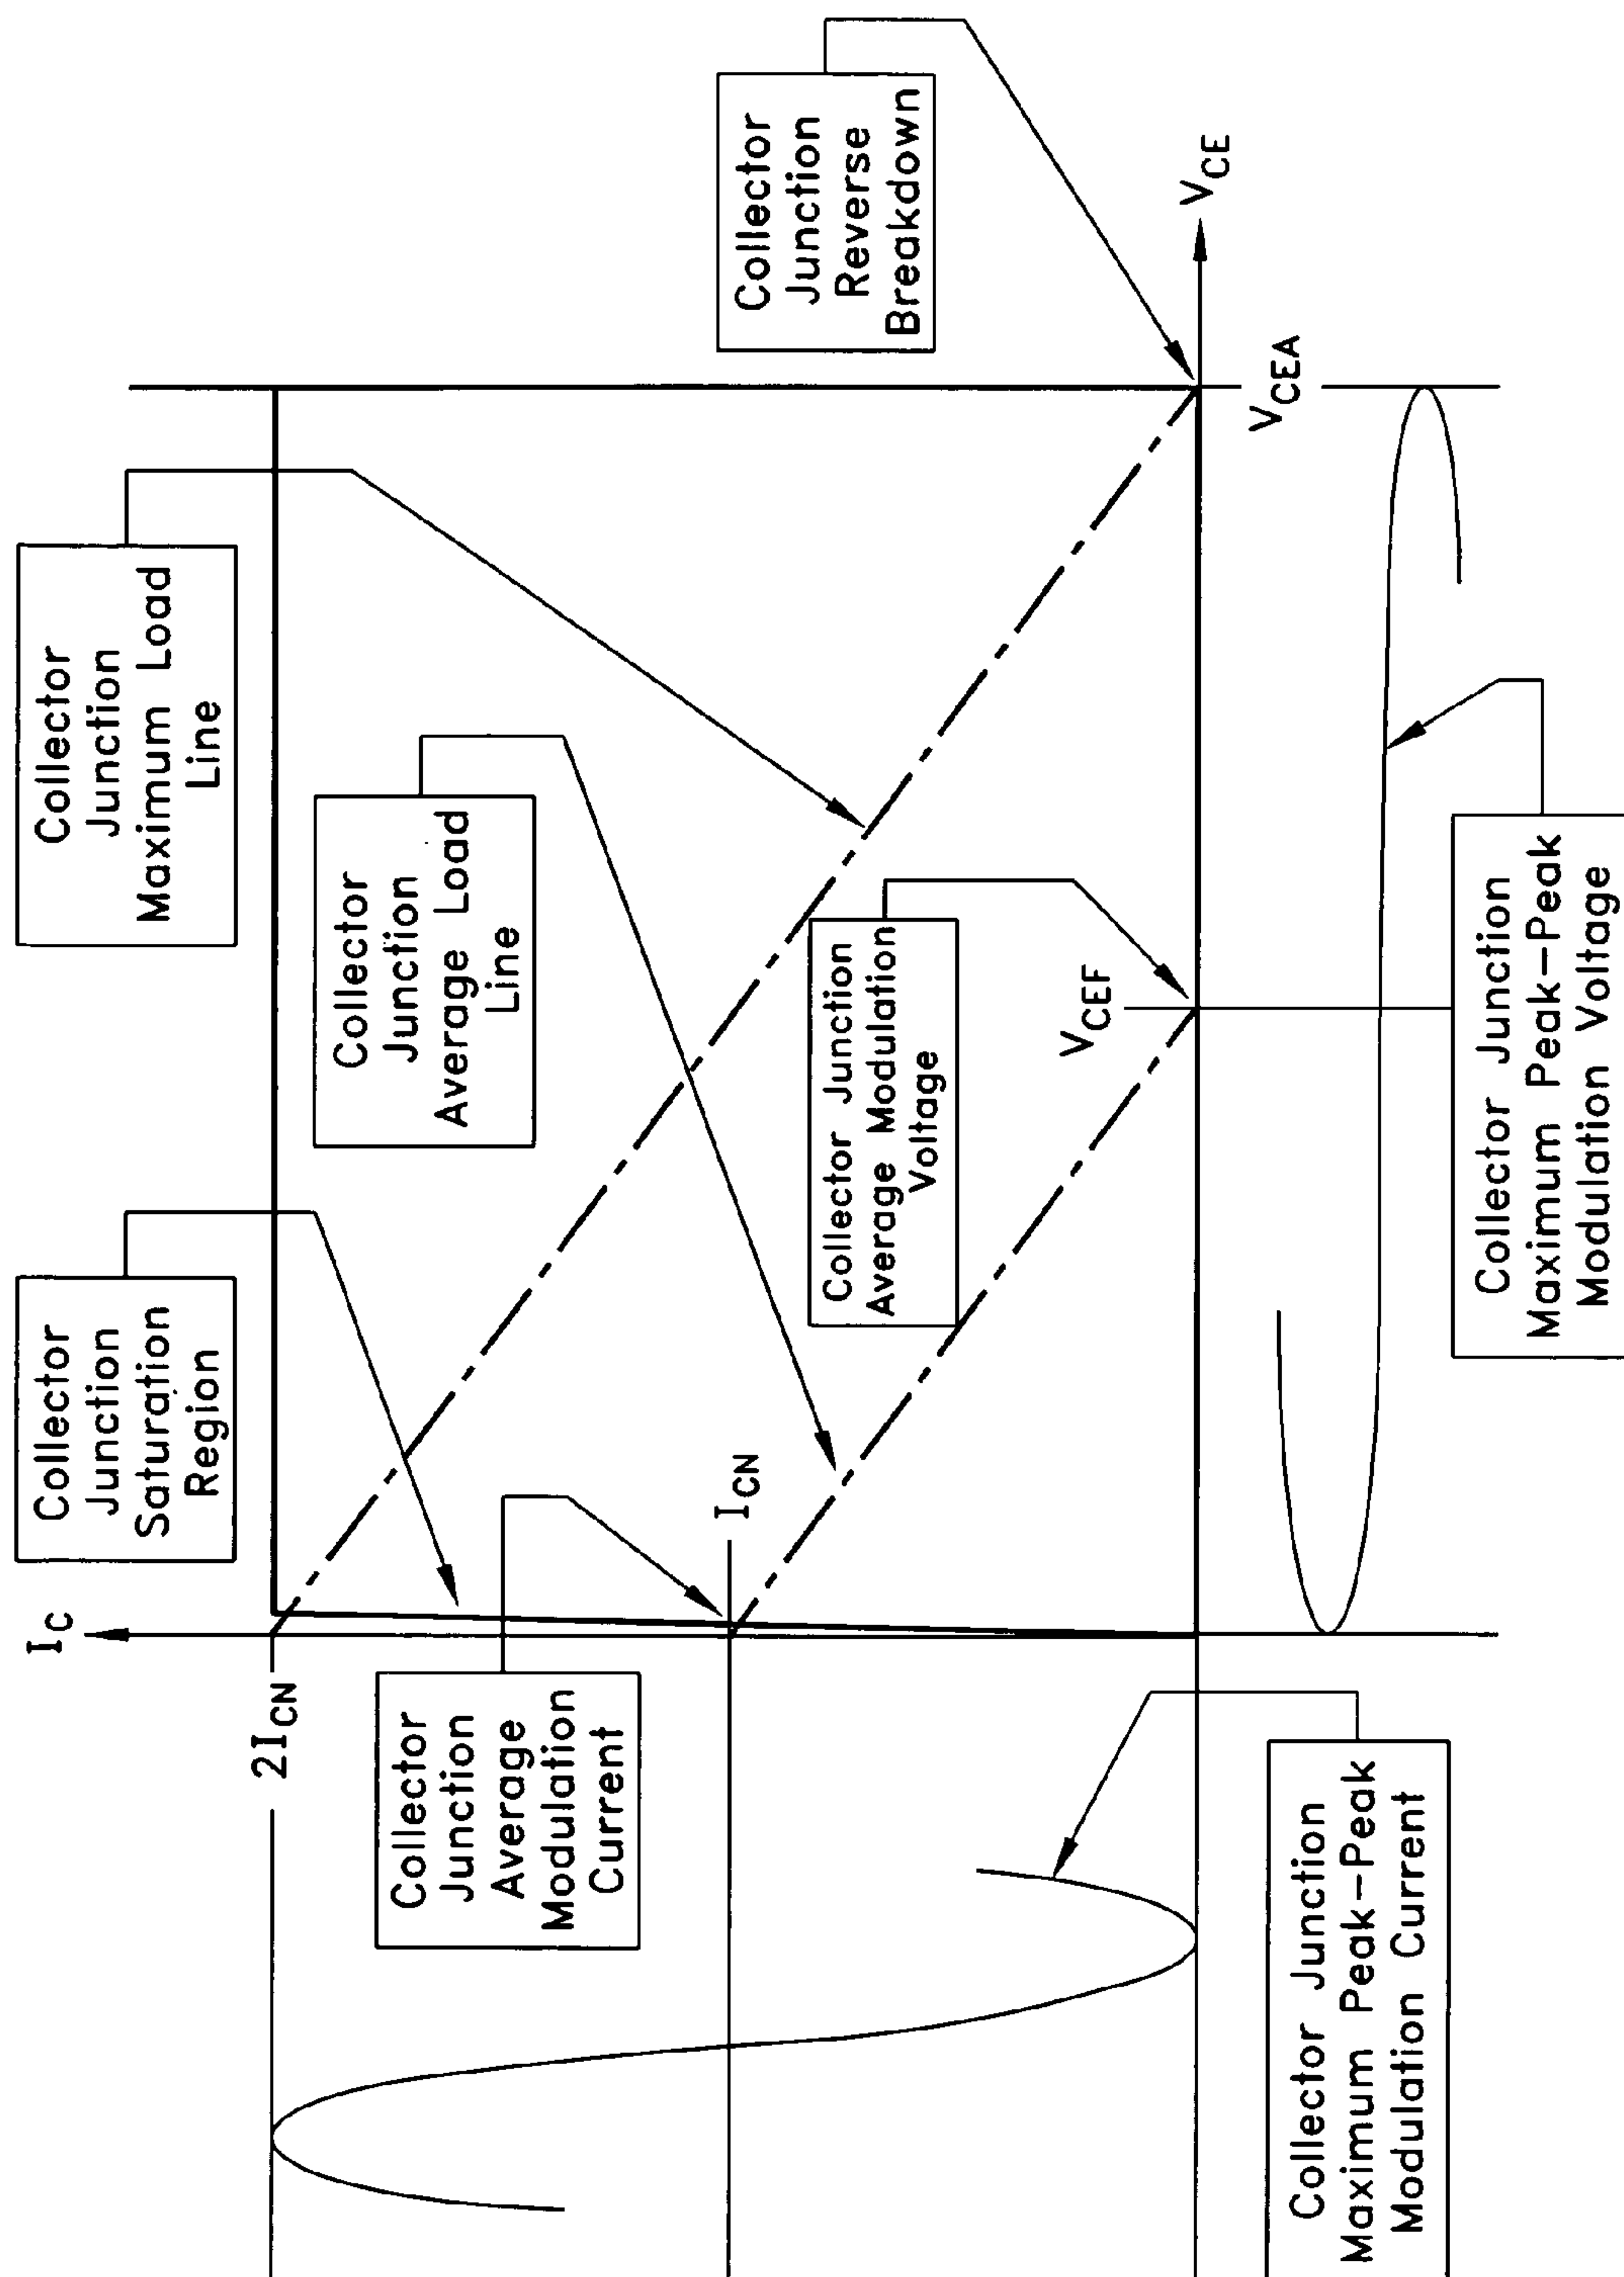 I_C
2I_CN
Collector
Junction
Saturation
Region
Collector
Junction
Maximum Load
Line
Collector
Junction
Average Load
Line
Collector
Junction
Average
Modulation
Current
I_CN
Collector Junction
Average Modulation
Voltage
V_CEF
Collector
Junction
Reverse
Breakdown
V_CE
V_CEA
Collector Junction
Maximum Peak-Peak
Modulation Current
Collector Junction
Maximum Peak-Peak
Modulation Voltage